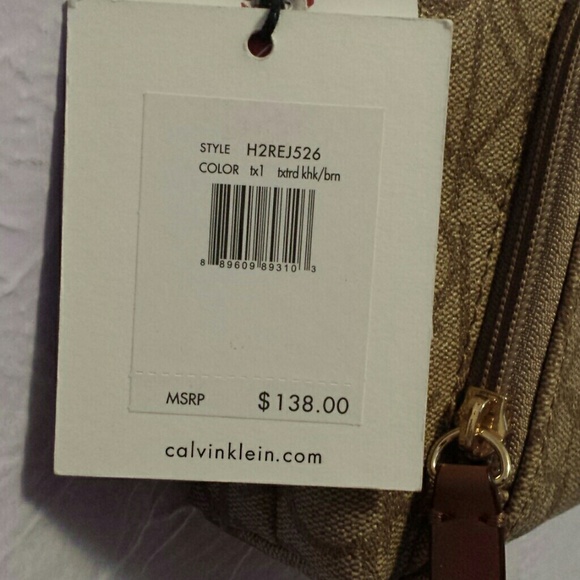 STYLE H2REJ526
COLOR tx1 txtrd khk/brn
8 89609 89310 3
MSRP $138.00
calvinklein.com